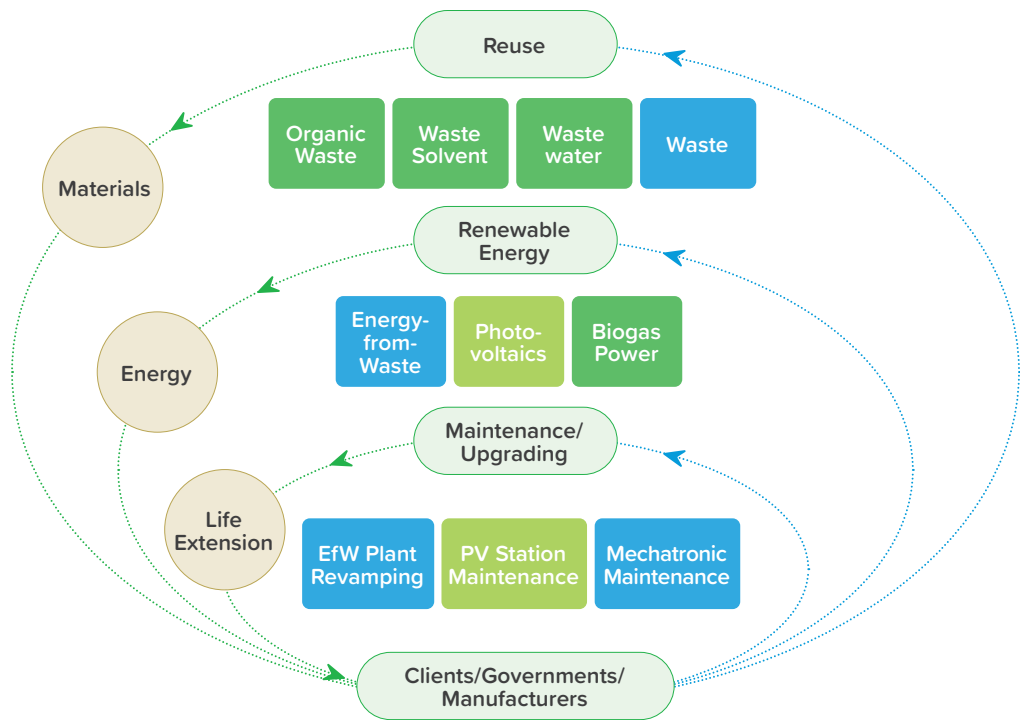 Reuse
Organic
Waste
Waste
Solvent
Waste
water
Waste
Materials
Renewable
Energy
Energy-
from-
Waste
Photo-
voltaics
Biogas
Power
Energy
Maintenance/
Upgrading
Life
Extension
EfW Plant
Revamping
PV Station
Maintenance
Mechatronic
Maintenance
Clients/Governments/
Manufacturers